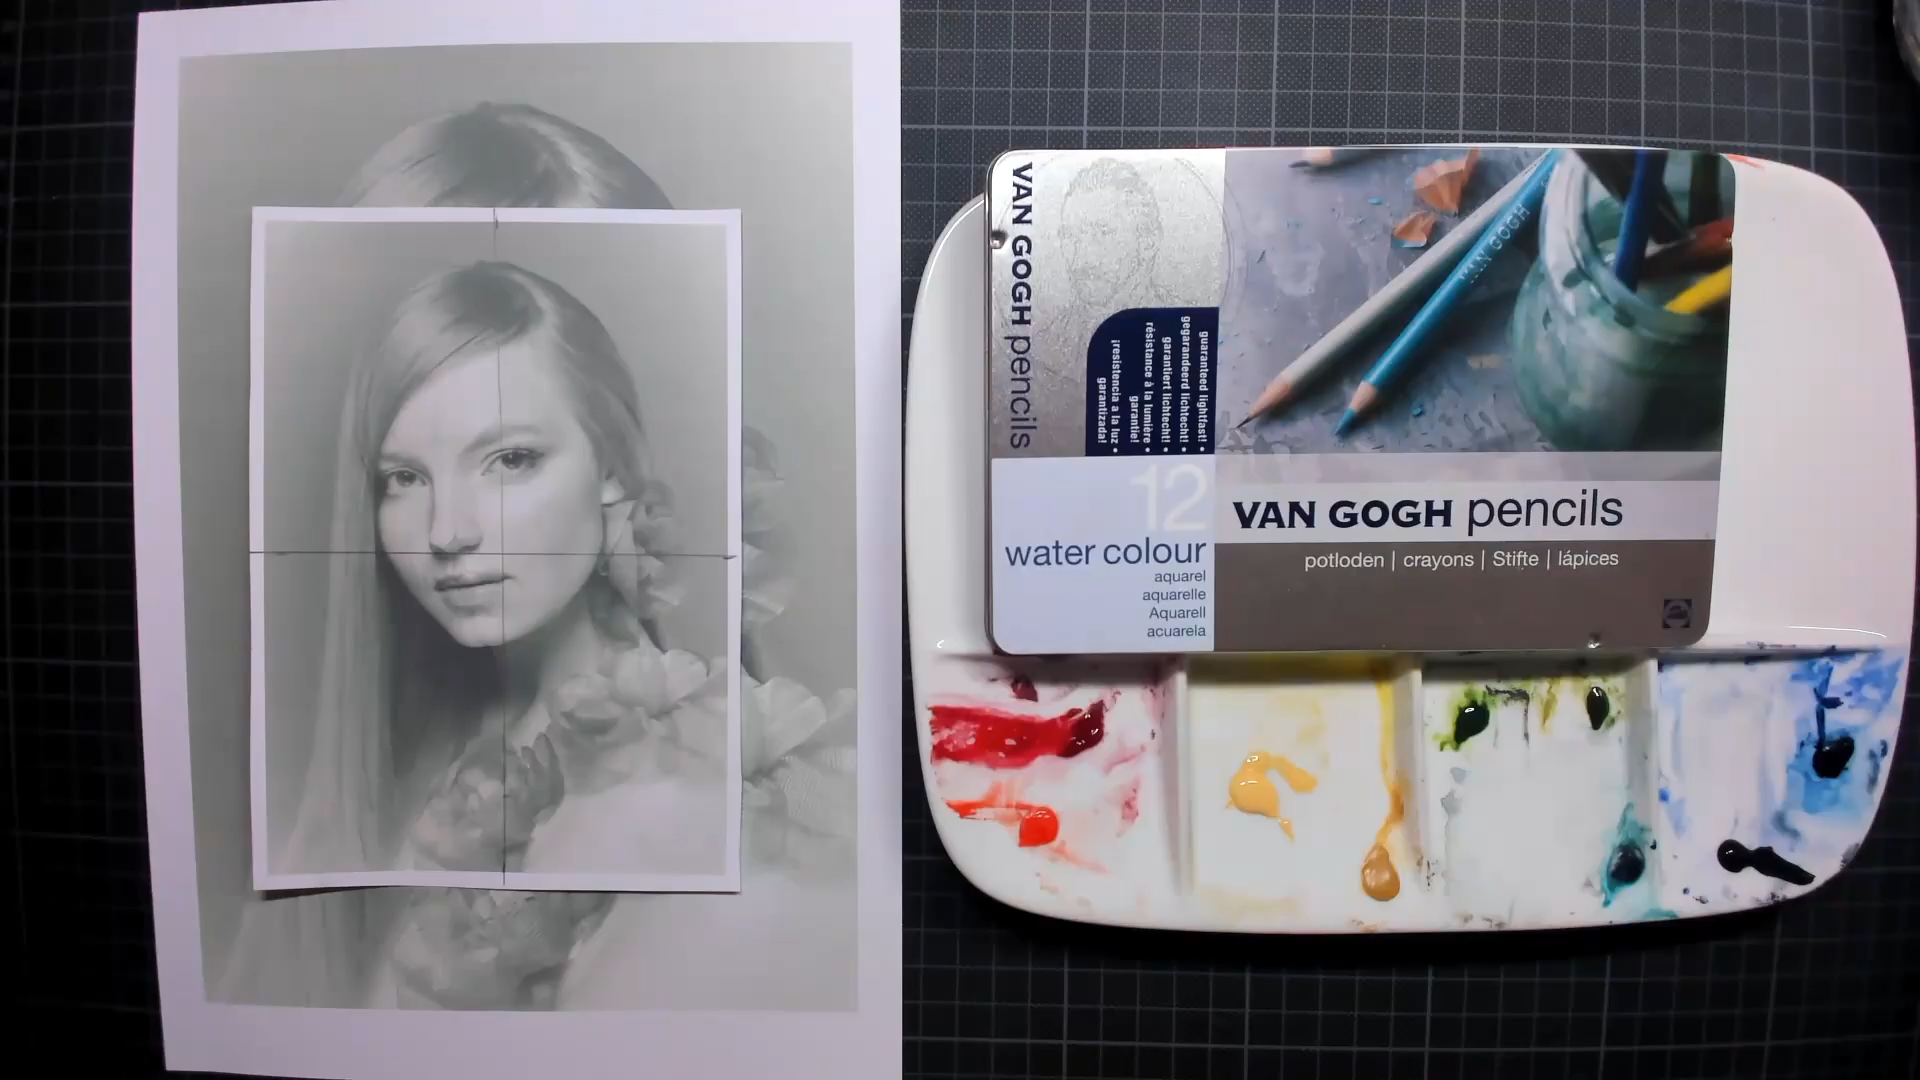 VAN GOGH pencils
guaranteed lightfast! •
gegarandeerd lichtecht! •
garantiert lichtecht! •
résistance à la lumière
garantie! •
¡resistencia a la luz •
garantizada!
VAN GOGH
12
water colour
aquarel
aquarelle
Aquarell
acuarela
VAN GOGH pencils
potloden | crayons | Stifte | lápices